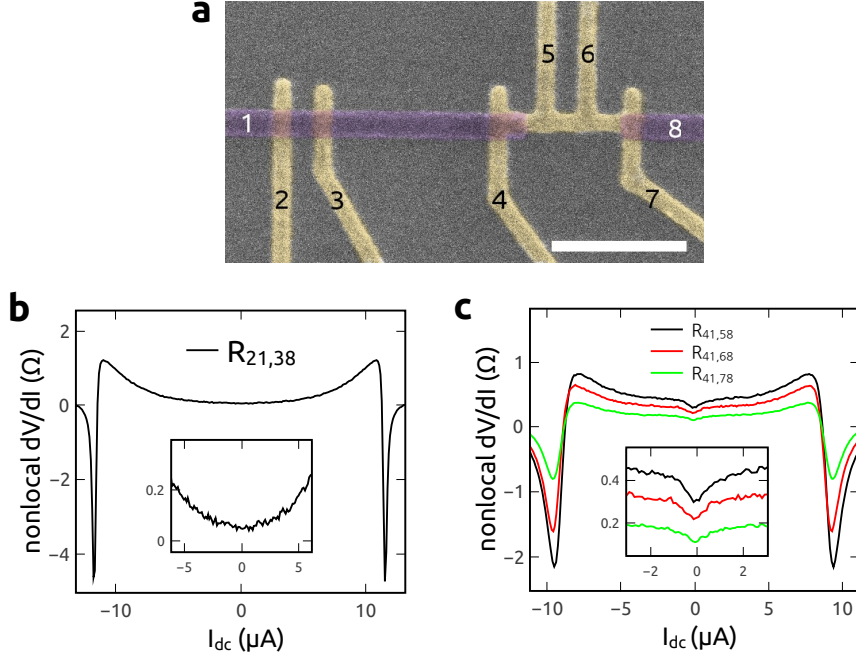 a
5 6
1 8
2 3 4 7
b
nonlocal dV/dI (Ω)
2
0
−2
−4
R21,38
0.2
0
−5 0 5
−10 0 10
Idc (μA)
c
nonlocal dV/dI (Ω)
1
0
−1
−2
R41,58
R41,68
R41,78
0.4
0.2
−2 0 2
−10 −5 0 5 10
Idc (μA)